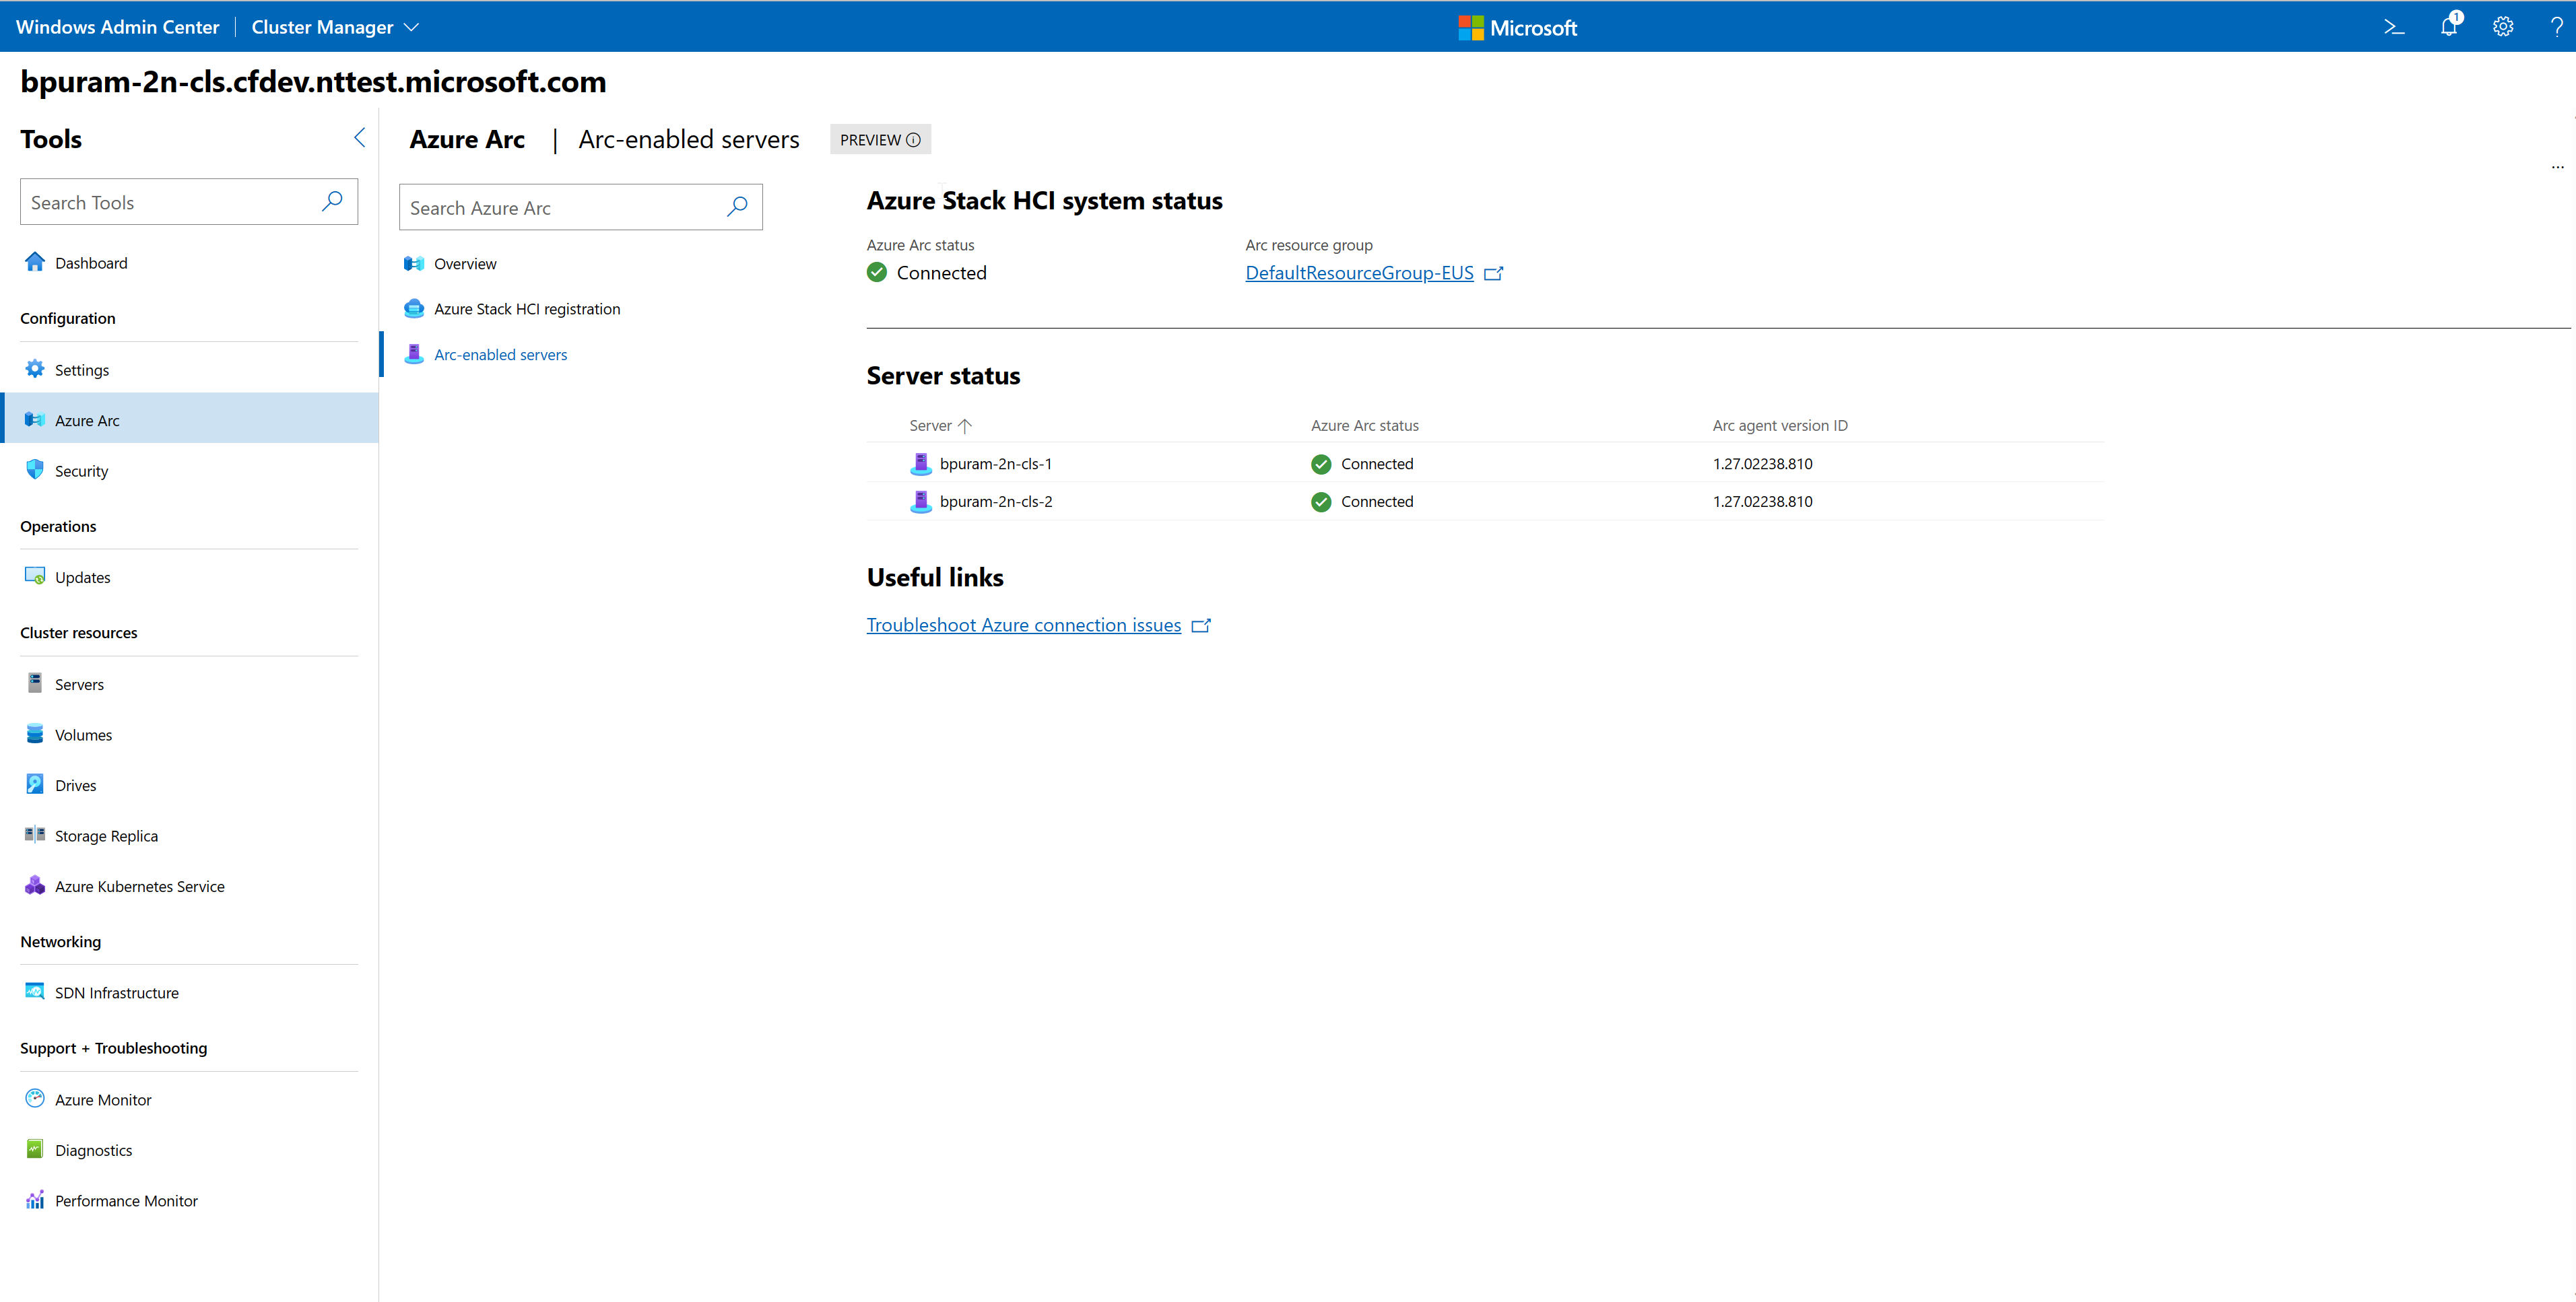 Windows Admin Center | Cluster Manager
Microsoft
1
bpuram-2n-cls.cfdev.nttest.microsoft.com
Tools
Search Tools
Dashboard
Configuration
Settings
Azure Arc
Security
Operations
Updates
Cluster resources
Servers
Volumes
Drives
Storage Replica
Azure Kubernetes Service
Networking
SDN Infrastructure
Support + Troubleshooting
Azure Monitor
Diagnostics
Performance Monitor
Azure Arc | Arc-enabled servers PREVIEW
Search Azure Arc
Overview
Azure Stack HCI registration
Arc-enabled servers
...
Azure Stack HCI system status
Azure Arc status Arc resource group
Connected DefaultResourceGroup-EUS
Server status
Server Azure Arc status Arc agent version ID
bpuram-2n-cls-1 Connected 1.27.02238.810
bpuram-2n-cls-2 Connected 1.27.02238.810
Useful links
Troubleshoot Azure connection issues